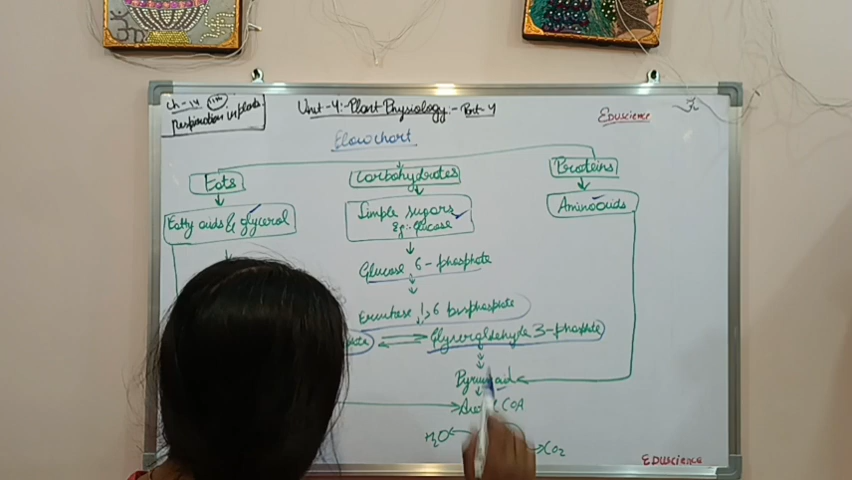 Ch-14 11th
Respiration in plants
Unit-4:-Plant Physiology:- Part-4
EDUSCIENCE
Flowchart
Fats
Carbohydrates
Proteins
Fatty acids & glycerol
Simple sugars
Eg:- Glucose
Amino acids
Glucose 6-phosphate
Fructose 1,6 bisphosphate
Glyceraldehyde 3-phosphate
Pyruvic acid
CoA
H2O
CO2
EDUSCIENCE